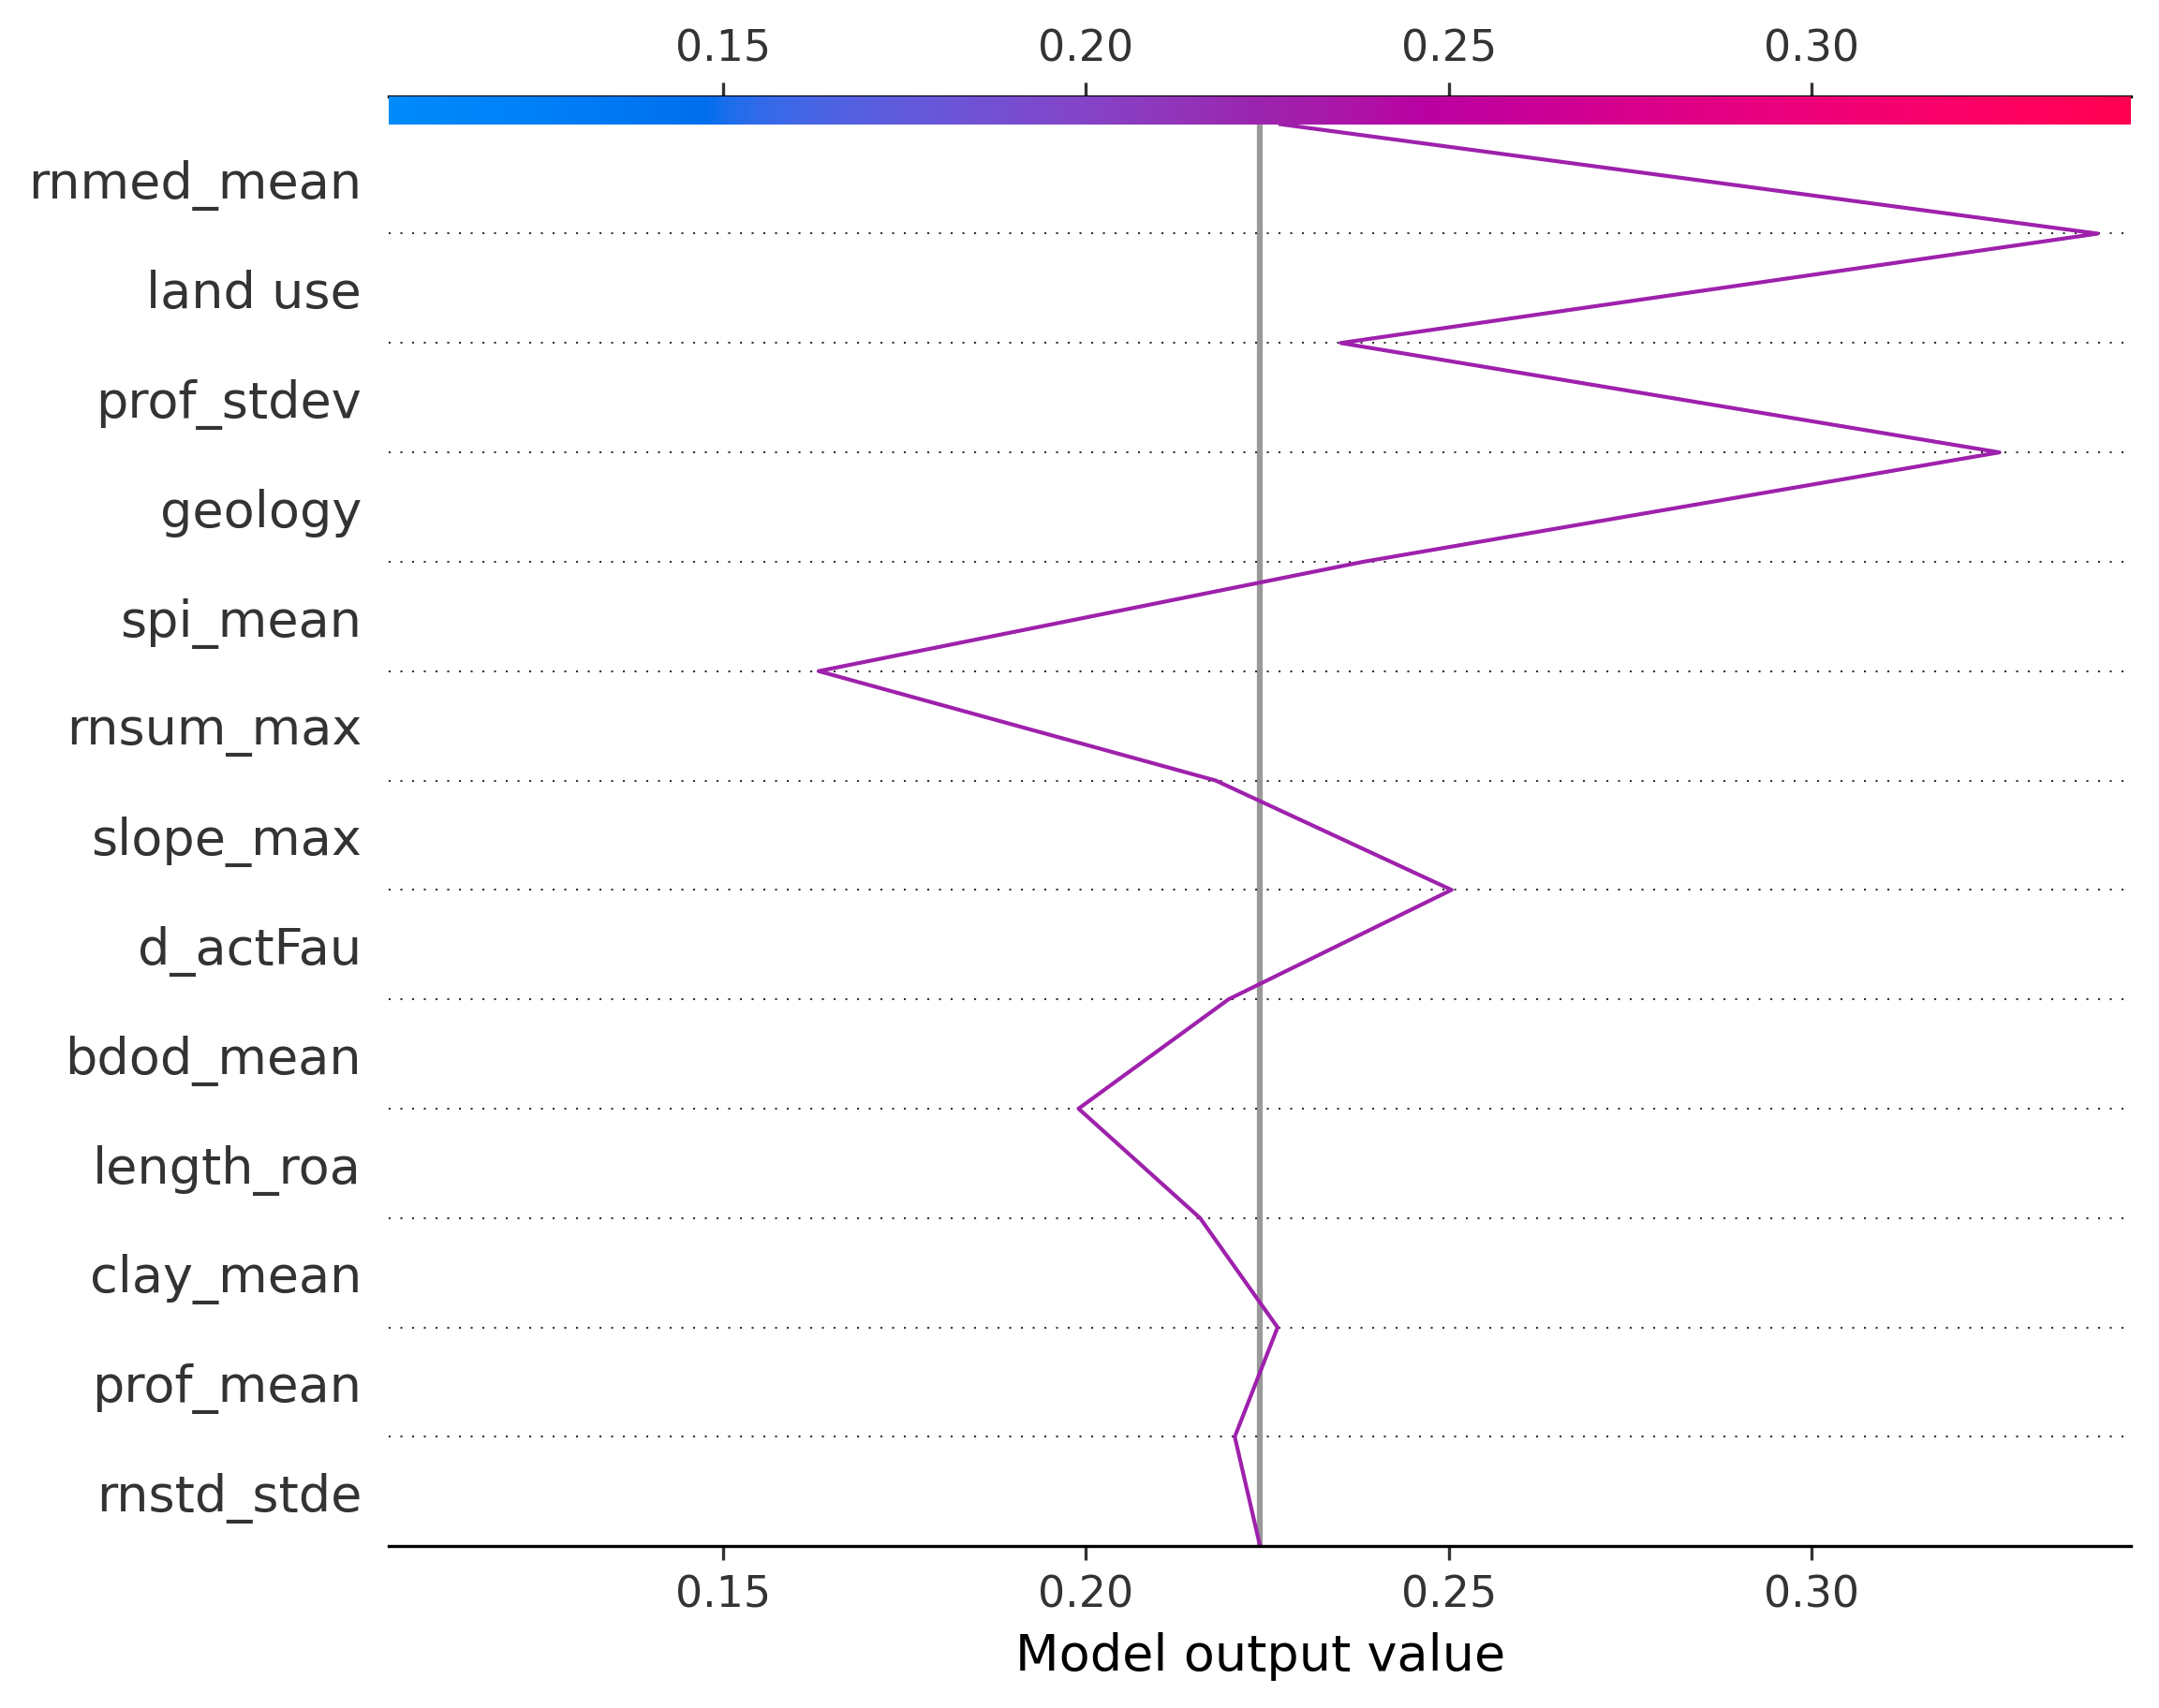 0.15 0.20 0.25 0.30
rnmed_mean
land use
prof_stdev
geology
spi_mean
rnsum_max
slope_max
d_actFau
bdod_mean
length_roa
clay_mean
prof_mean
rnstd_stde
0.15 0.20 0.25 0.30
Model output value